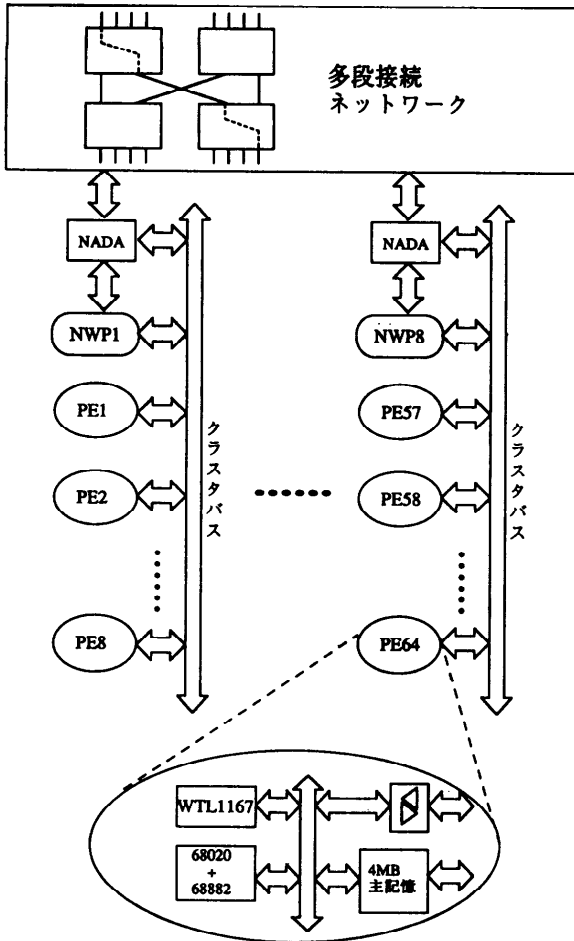 多段接続
ネットワーク
NADA
NADA
NWP1
NWP8
PE1
PE57
クラスタバス
クラスタバス
PE2
PE58
PE8
PE64
WTL1167
68020
+
68882
4MB
主記憶